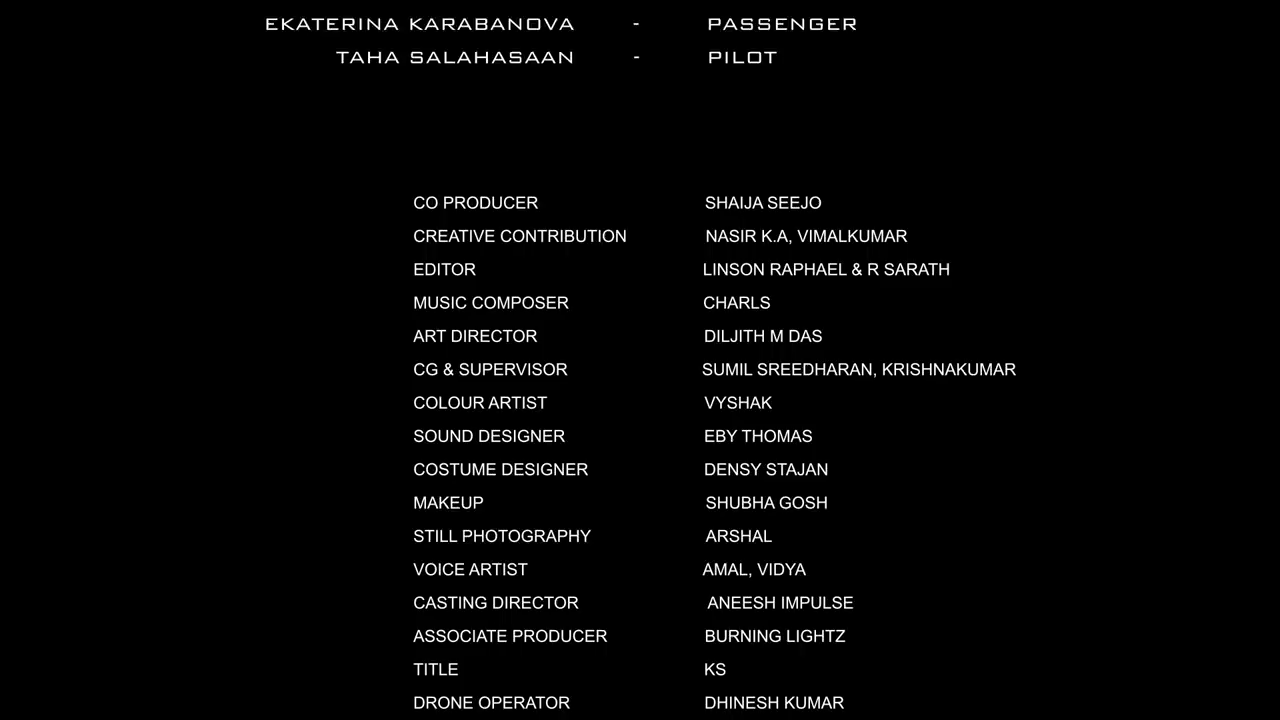 EKATERINA KARABANOVA - PASSENGER
TAHA SALAHASAAN - PILOT
CO PRODUCER SHAIJA SEEJO
CREATIVE CONTRIBUTION NASIR K.A, VIMALKUMAR
EDITOR LINSON RAPHAEL & R SARATH
MUSIC COMPOSER CHARLS
ART DIRECTOR DILJITH M DAS
CG & SUPERVISOR SUMIL SREEDHARAN, KRISHNAKUMAR
COLOUR ARTIST VYSHAK
SOUND DESIGNER EBY THOMAS
COSTUME DESIGNER DENSY STAJAN
MAKEUP SHUBHA GOSH
STILL PHOTOGRAPHY ARSHAL
VOICE ARTIST AMAL, VIDYA
CASTING DIRECTOR ANEESH IMPULSE
ASSOCIATE PRODUCER BURNING LIGHTZ
TITLE KS
DRONE OPERATOR DHINESH KUMAR